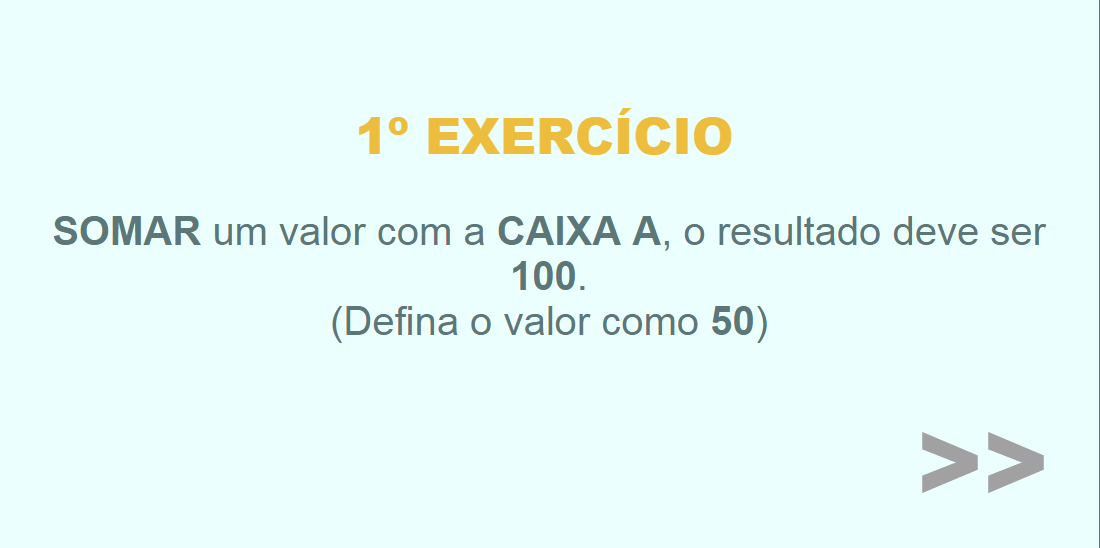 1º EXERCÍCIO
SOMAR um valor com a CAIXA A, o resultado deve ser
100.
(Defina o valor como 50)
>>